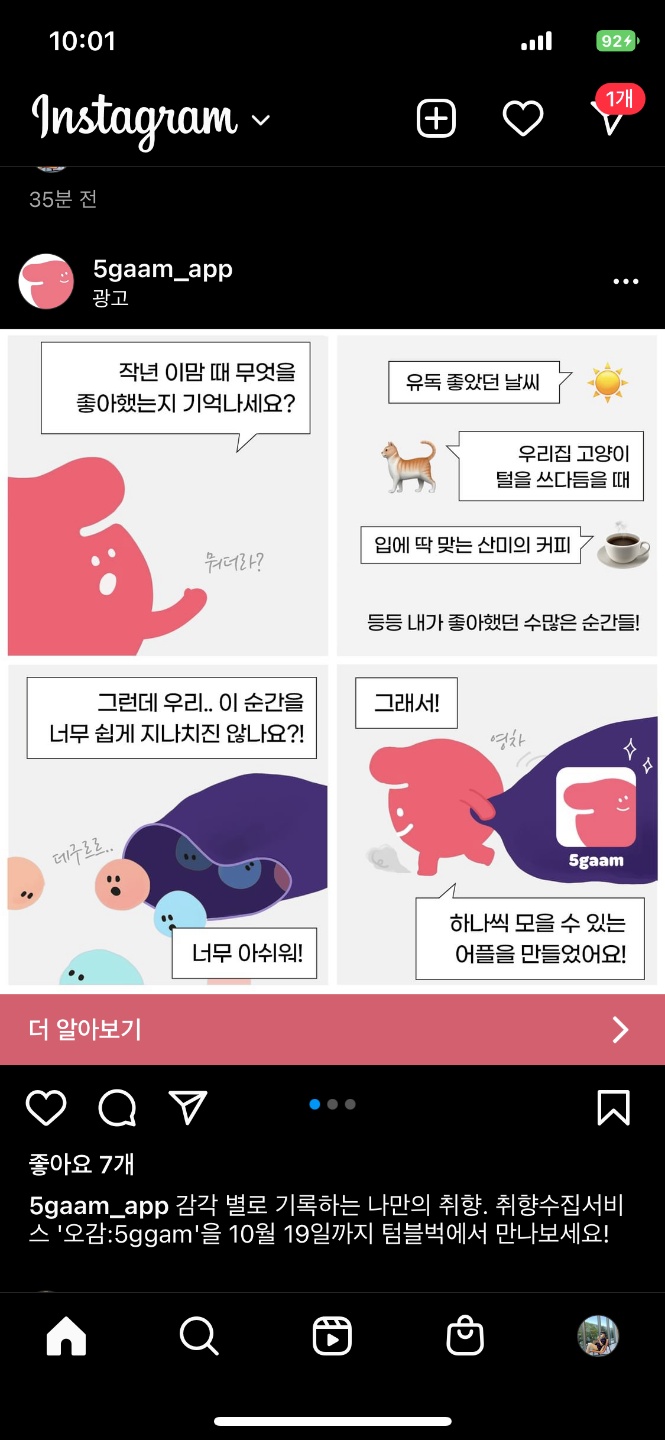 10:01
92
Instagram
1개
35분 전
5gaam_app
광고
작년 이맘 때 무엇을
좋아했는지 기억나세요?
뭐더라?
유독 좋았던 날씨
우리집 고양이
털을 쓰다듬을 때
입에 딱 맞는 산미의 커피
등등 내가 좋아했던 수많은 순간들!
그런데 우리.. 이 순간을
너무 쉽게 지나치진 않나요?!
데구르르..
너무 아쉬워!
그래서!
영차
5gaam
하나씩 모을 수 있는
어플을 만들었어요!
더 알아보기
좋아요 7개
5gaam_app 감각 별로 기록하는 나만의 취향. 취향수집서비
스 '오감:5ggam'을 10월 19일까지 텀블벅에서 만나보세요!